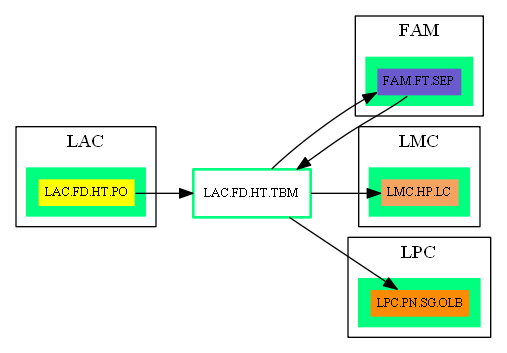 FAM
FAM.FT.SEP
LAC
LAC.FD.HT.PO
LAC.FD.HT.TBM
LMC
LMC.HP.LC
LPC
LPC.PN.SG.OLB